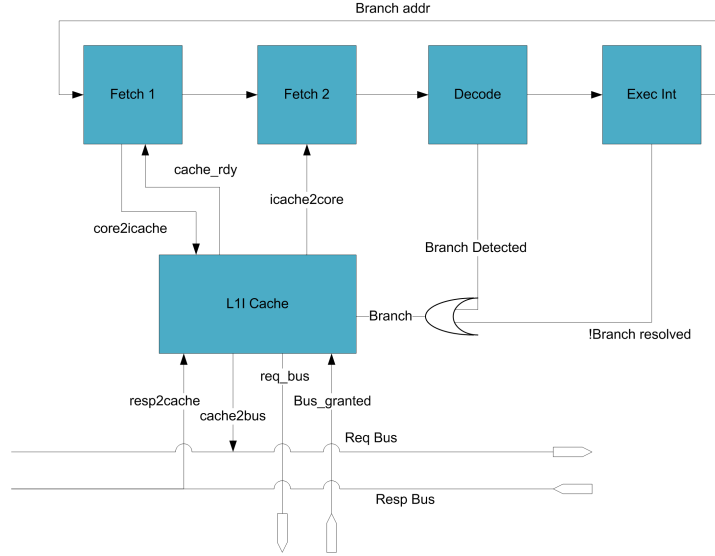 Branch addr
Fetch 1
Fetch 2
Decode
Exec Int
cache_rdy
icache2core
core2icache
Branch Detected
L1I Cache
Branch
!Branch resolved
req_bus
resp2cache
Bus_granted
cache2bus
Req Bus
Resp Bus